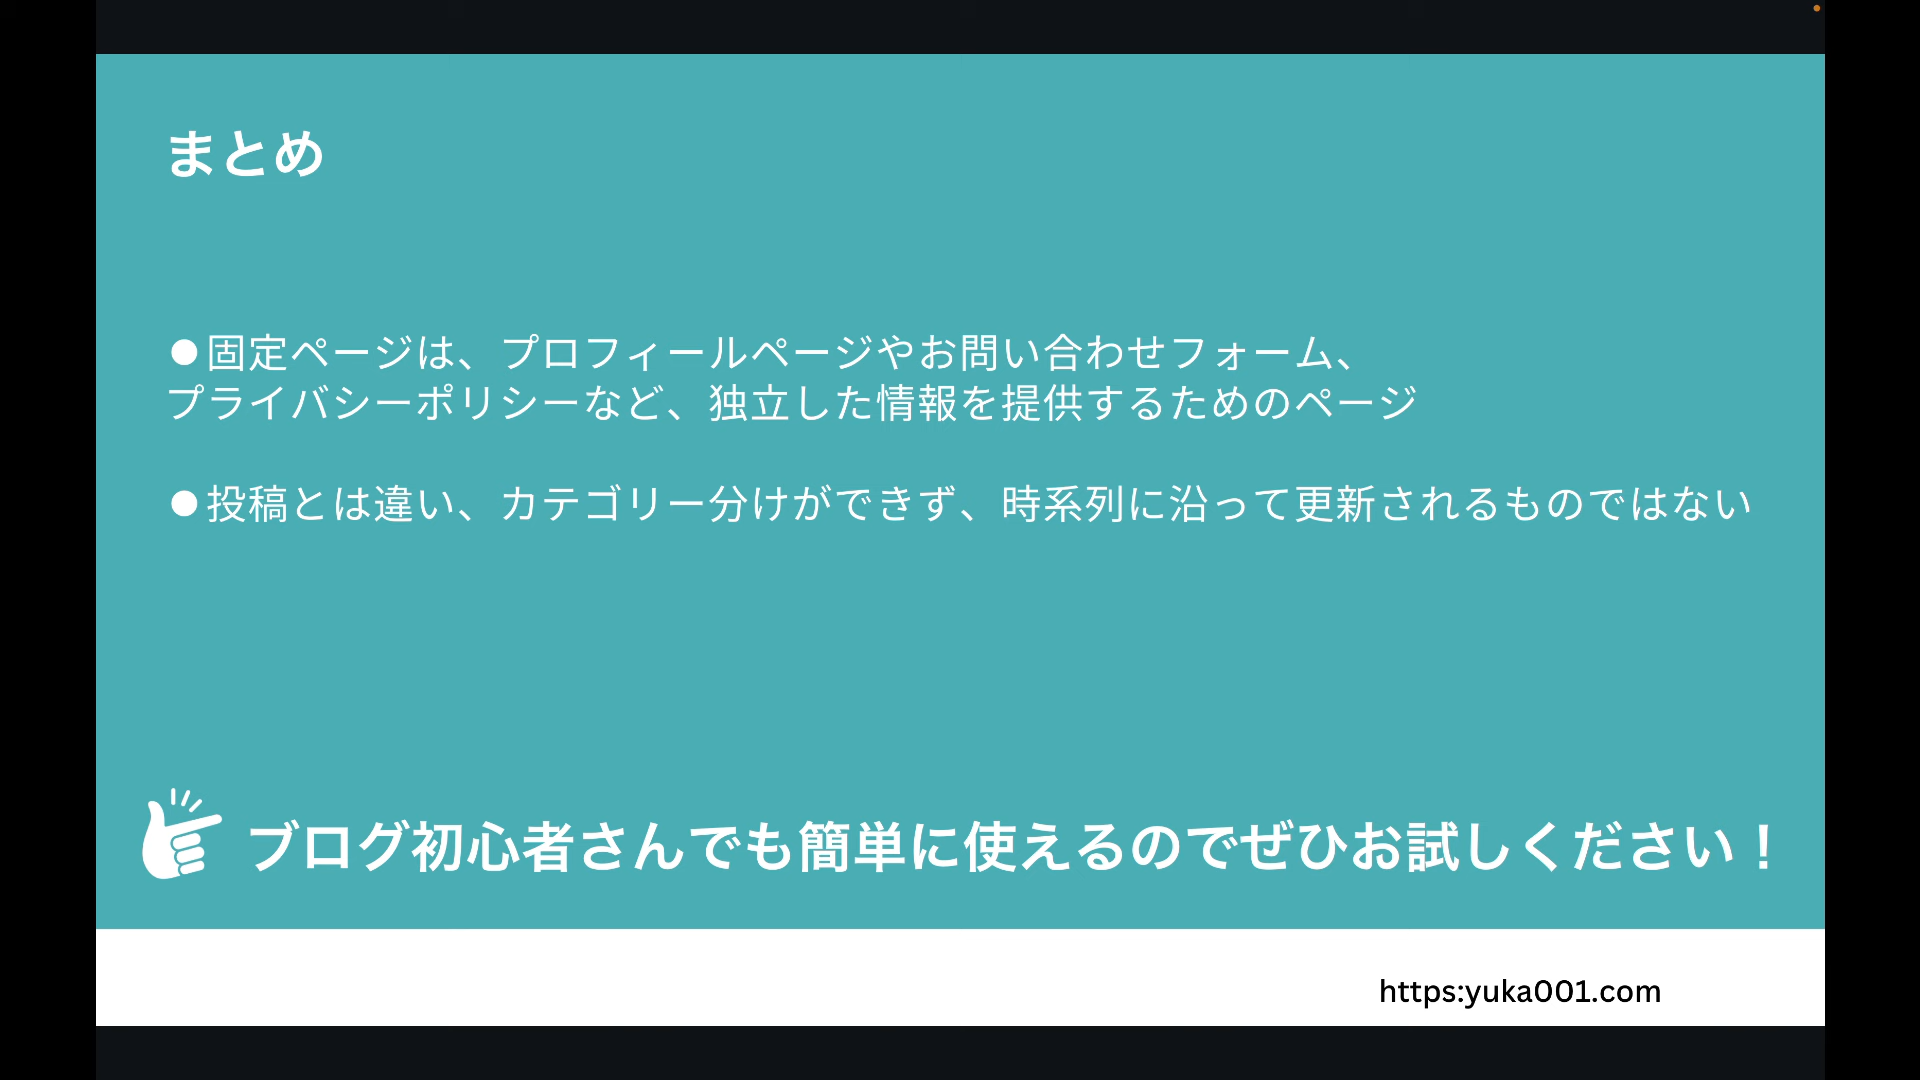 まとめ
●固定ページは、プロフィールページやお問い合わせフォーム、
プライバシーポリシーなど、独立した情報を提供するためのページ
●投稿とは違い、カテゴリー分けができず、時系列に沿って更新されるものではない
ブログ初心者さんでも簡単に使えるのでぜひお試しください！
https:yuka001.com